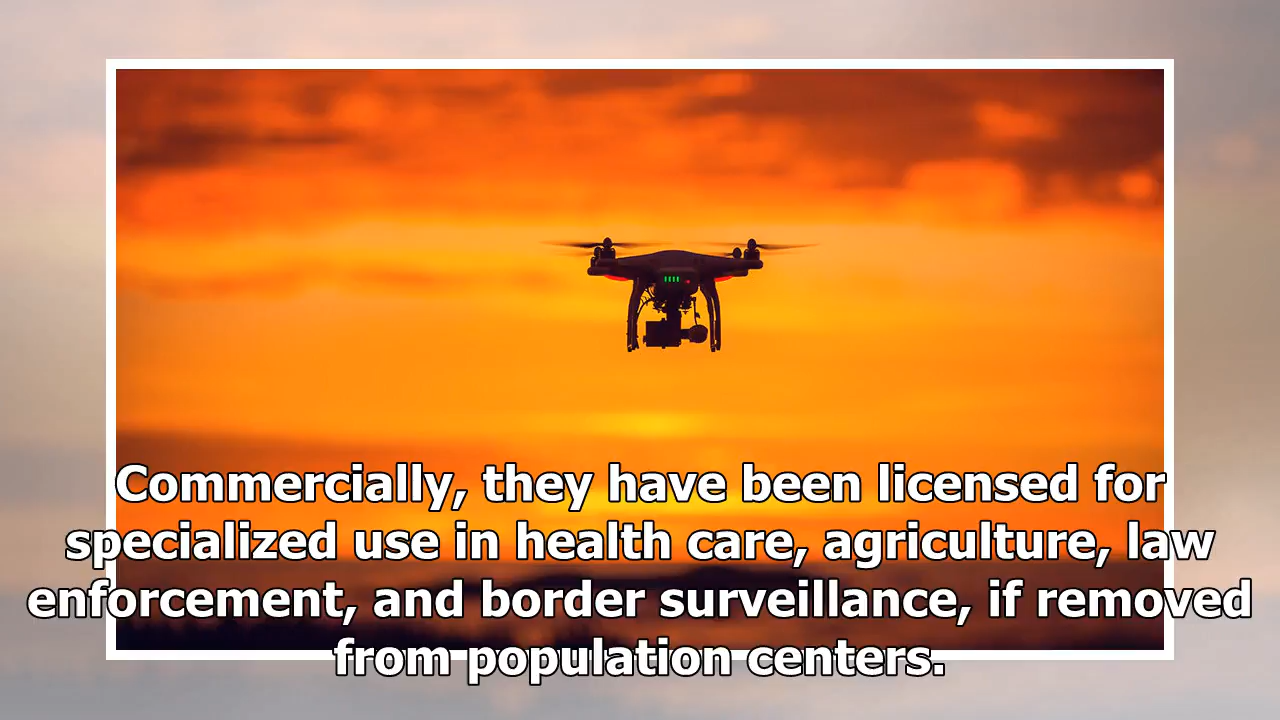 Commercially, they have been licensed for
specialized use in health care, agriculture, law
enforcement, and border surveillance, if removed
from population centers.